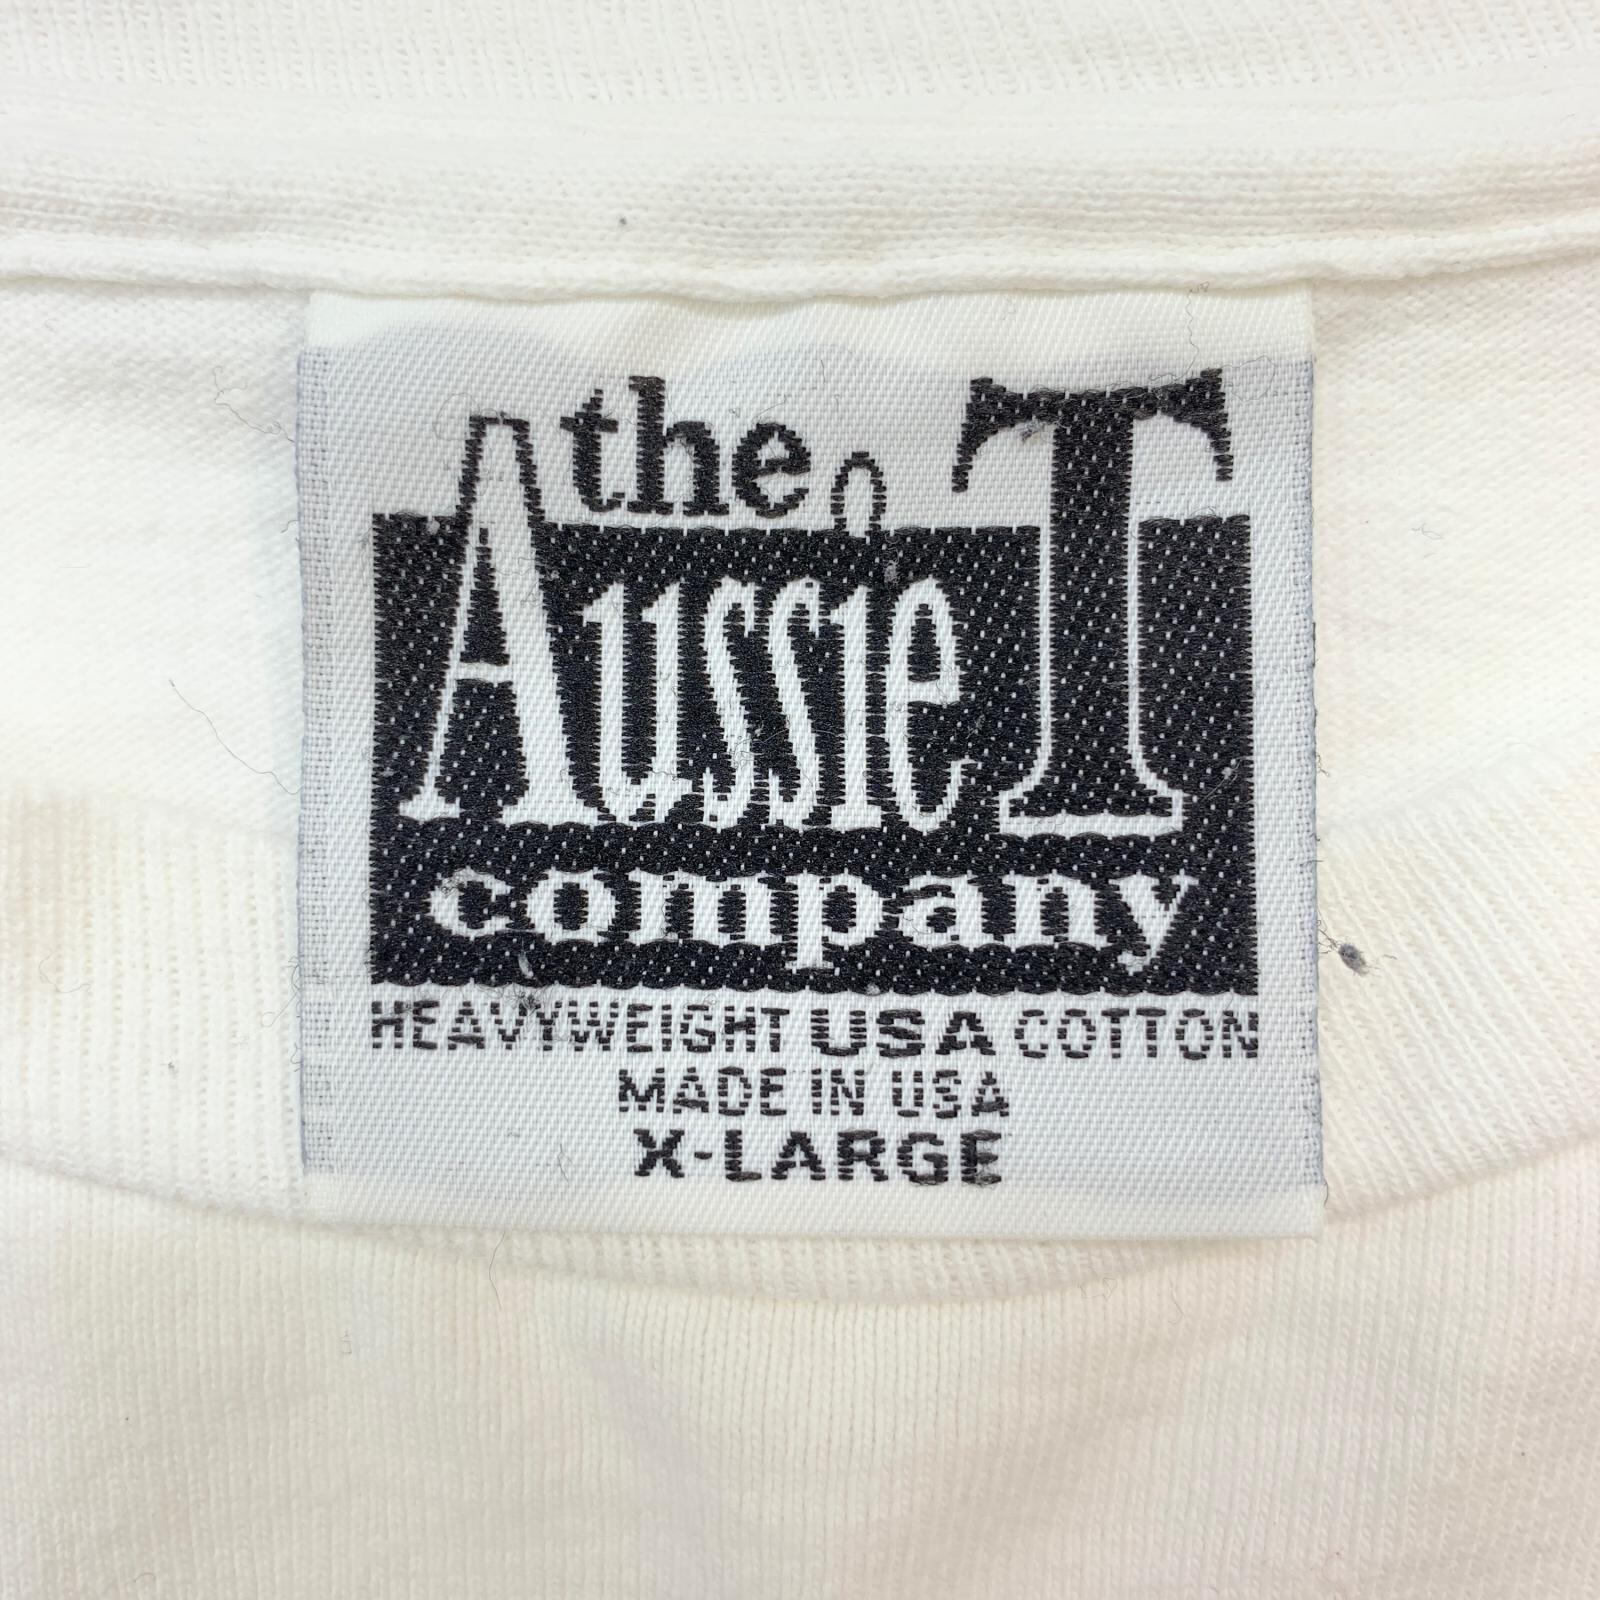 the
Aussie T
company
HEAVYWEIGHT USA COTTON
MADE IN USA
X-LARGE